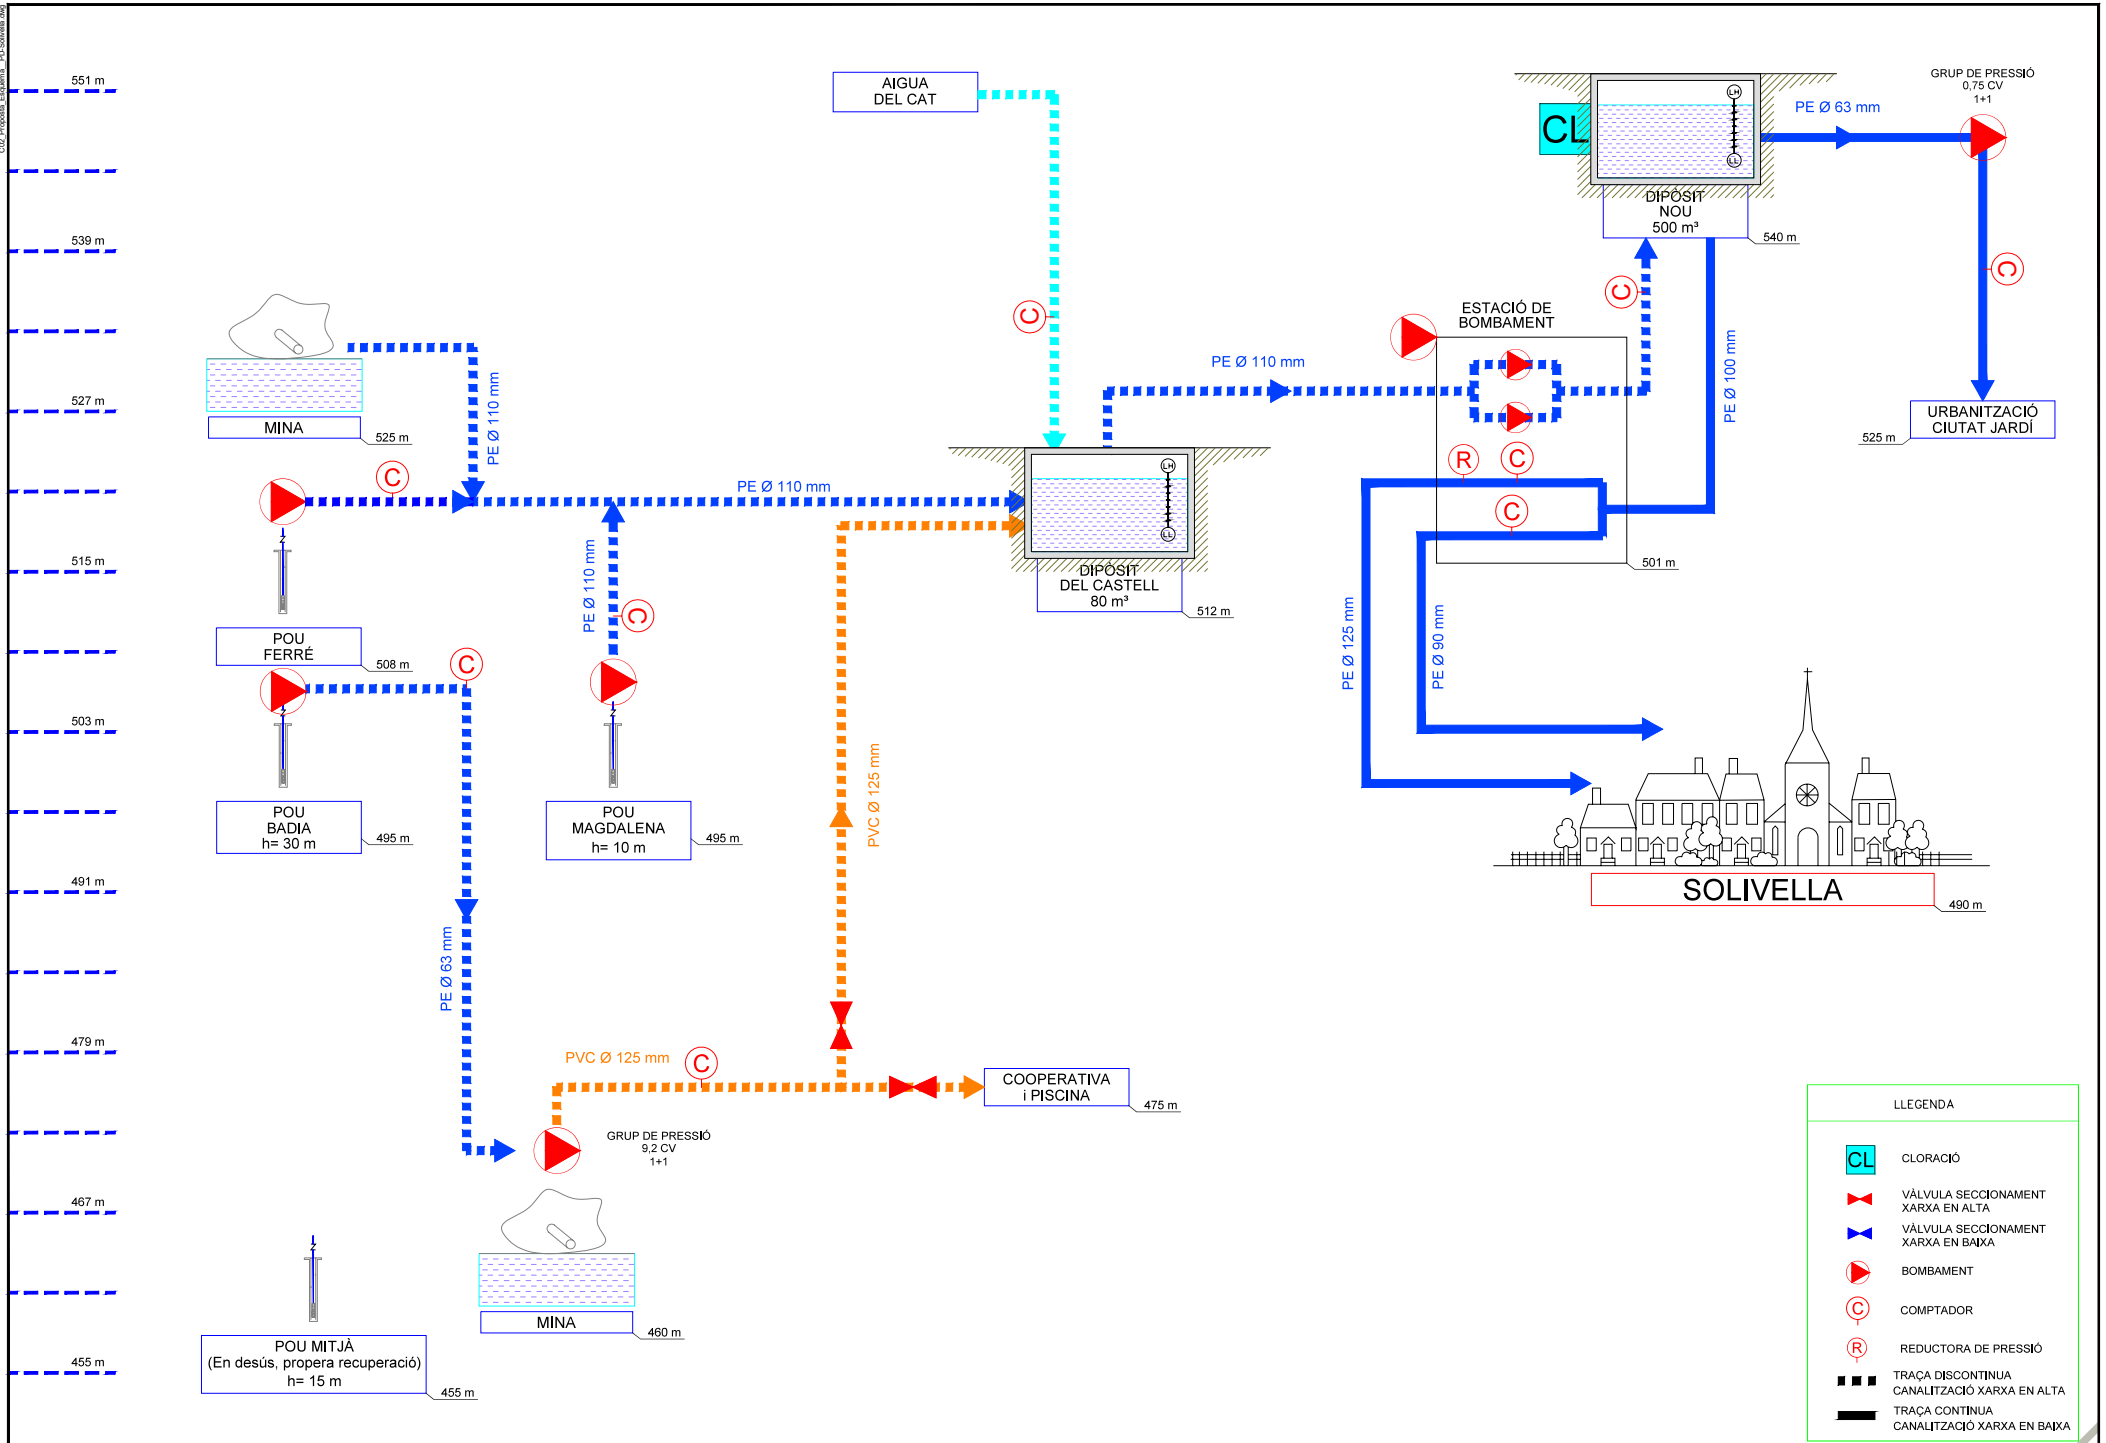 C02_Proposta_Esquema_PD-Solivella.dwg
551 m
539 m
527 m
515 m
503 m
491 m
479 m
467 m
455 m
AIGUA
DEL CAT
C
MINA
525 m
PE Ø 110 mm
C
PE Ø 110 mm
POU
FERRÉ
508 m
C
POU
BADIA
h= 30 m
495 m
PE Ø 63 mm
PE Ø 110 mm
C
POU
MAGDALENA
h= 10 m
495 m
PVC Ø 125 mm
PVC Ø 125 mm
C
COOPERATIVA
i PISCINA
475 m
GRUP DE PRESSIÓ
9,2 CV
1+1
MINA
460 m
POU MITJÀ
(En desús, propera recuperació)
h= 15 m
455 m
LH
LL
DIPÒSIT
DEL CASTELL
80 m³
512 m
PE Ø 110 mm
ESTACIÓ DE
BOMBAMENT
R
C
C
501 m
C
CL
LH
LL
DIPÒSIT
NOU
500 m³
540 m
PE Ø 63 mm
GRUP DE PRESSIÓ
0,75 CV
1+1
C
PE Ø 100 mm
URBANITZACIÓ
CIUTAT JARDÍ
525 m
PE Ø 125 mm
PE Ø 90 mm
SOLIVELLA
490 m
LLEGENDA
CL CLORACIÓ
VÀLVULA SECCIONAMENT
XARXA EN ALTA
VÀLVULA SECCIONAMENT
XARXA EN BAIXA
BOMBAMENT
C COMPTADOR
R REDUCTORA DE PRESSIÓ
TRAÇA DISCONTINUA
CANALITZACIÓ XARXA EN ALTA
TRAÇA CONTINUA
CANALITZACIÓ XARXA EN BAIXA